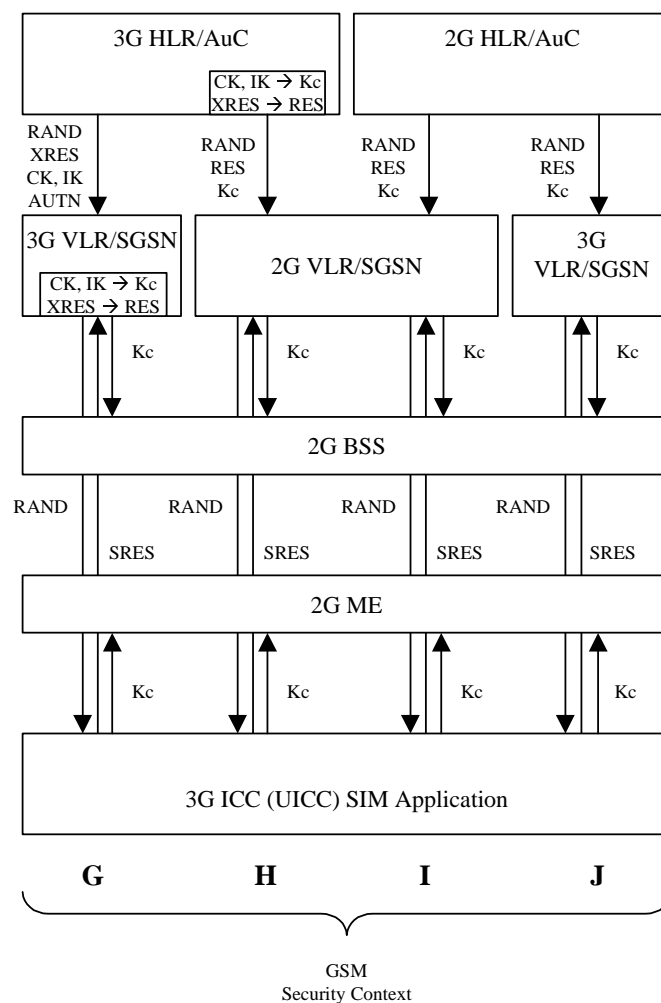 3G HLR/AuC
2G HLR/AuC
CK, IK → Kc
XRES → RES
RAND
XRES
CK, IK
AUTN
RAND
RES
Kc
RAND
RES
Kc
RAND
RES
Kc
3G VLR/SGSN
CK, IK → Kc
XRES → RES
2G VLR/SGSN
3G
VLR/SGSN
Kc
Kc
Kc
Kc
2G BSS
RAND
RAND
RAND
RAND
SRES
SRES
SRES
SRES
2G ME
Kc
Kc
Kc
Kc
3G ICC (UICC) SIM Application
G
H
I
J
GSM
Security Context